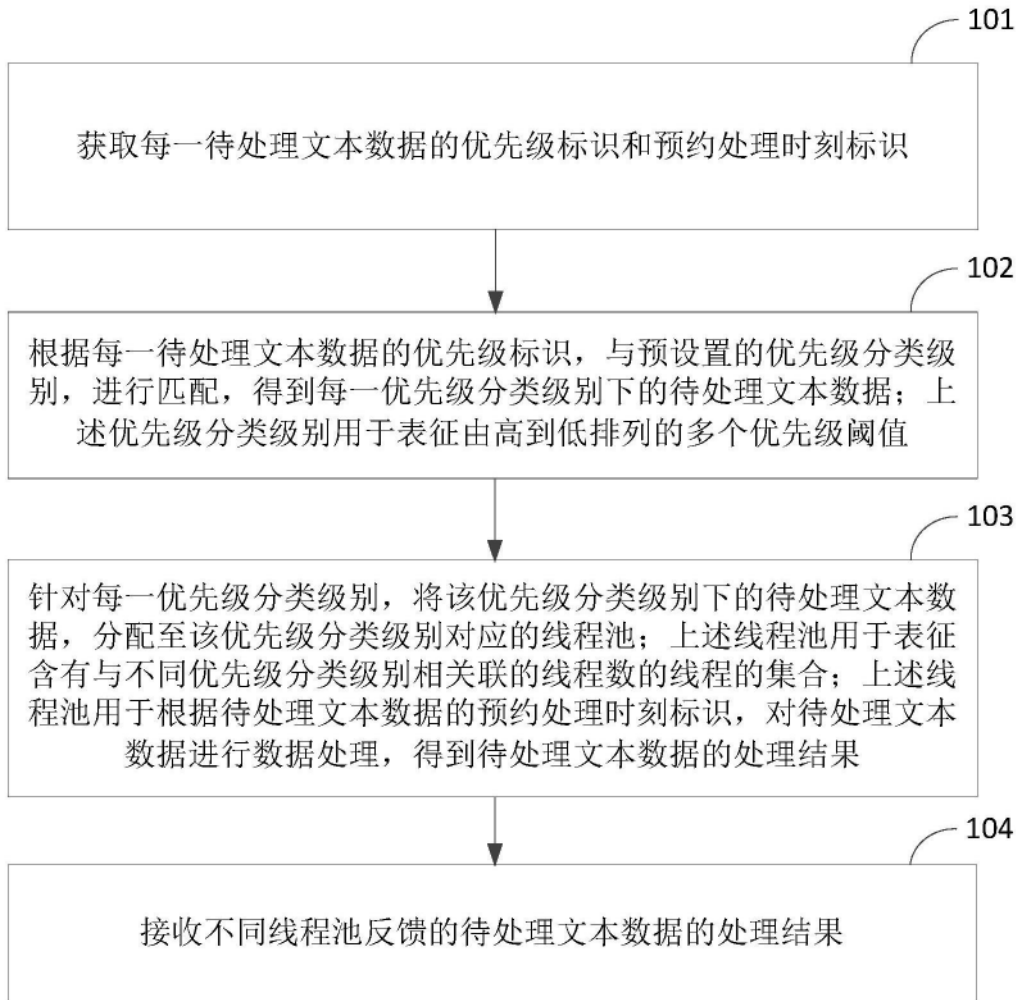 101
获取每一待处理文本数据的优先级标识和预约处理时刻标识
102
根据每一待处理文本数据的优先级标识，与预设置的优先级分类级
别，进行匹配，得到每一优先级分类级别下的待处理文本数据；上
述优先级分类级别用于表征由高到低排列的多个优先级阈值
103
针对每一优先级分类级别，将该优先级分类级别下的待处理文本数
据，分配至该优先级分类级别对应的线程池；上述线程池用于表征
含有与不同优先级分类级别相关联的线程数的线程的集合；上述线
程池用于根据待处理文本数据的预约处理时刻标识，对待处理文本
数据进行数据处理，得到待处理文本数据的处理结果
104
接收不同线程池反馈的待处理文本数据的处理结果